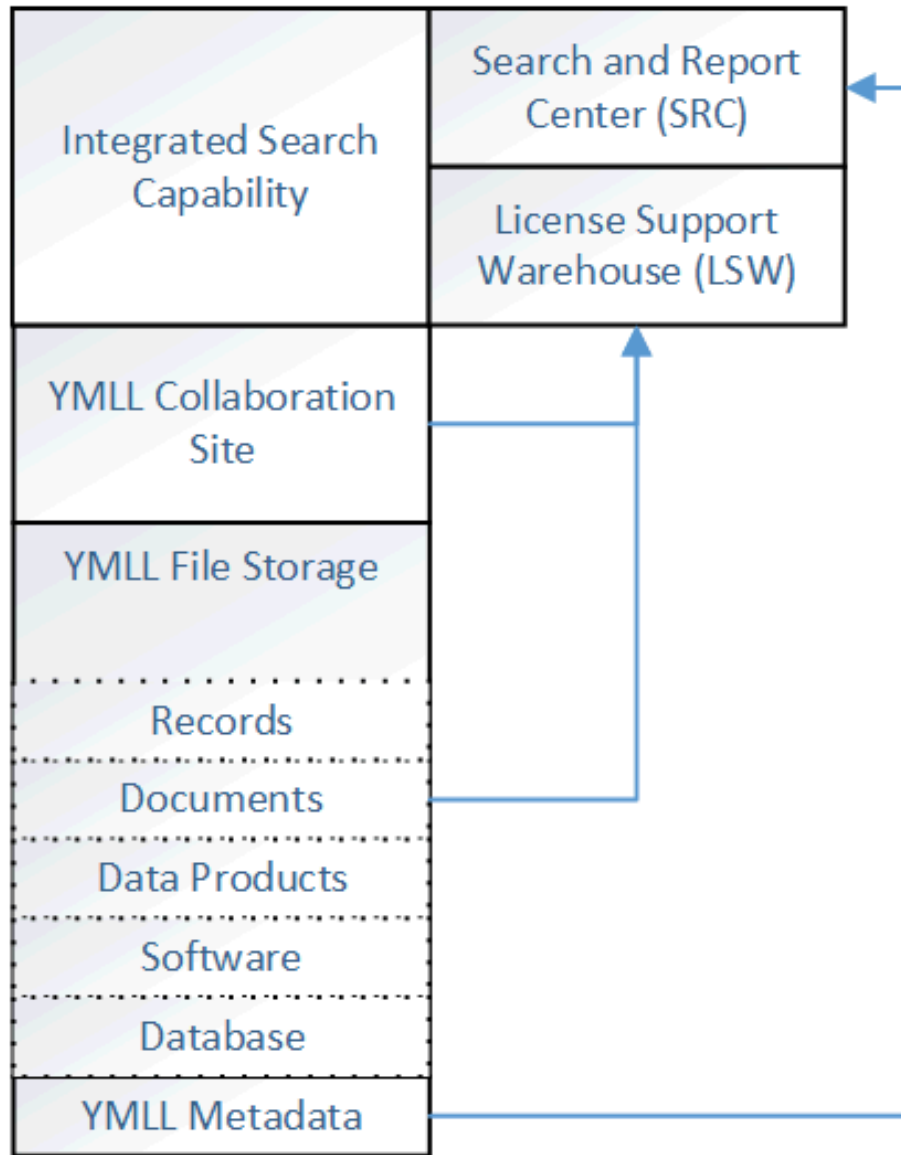 Integrated Search
Capability
Search and Report
Center (SRC)
License Support
Warehouse (LSW)
YMLL Collaboration
Site
YMLL File Storage
Records
Documents
Data Products
Software
Database
YMLL Metadata